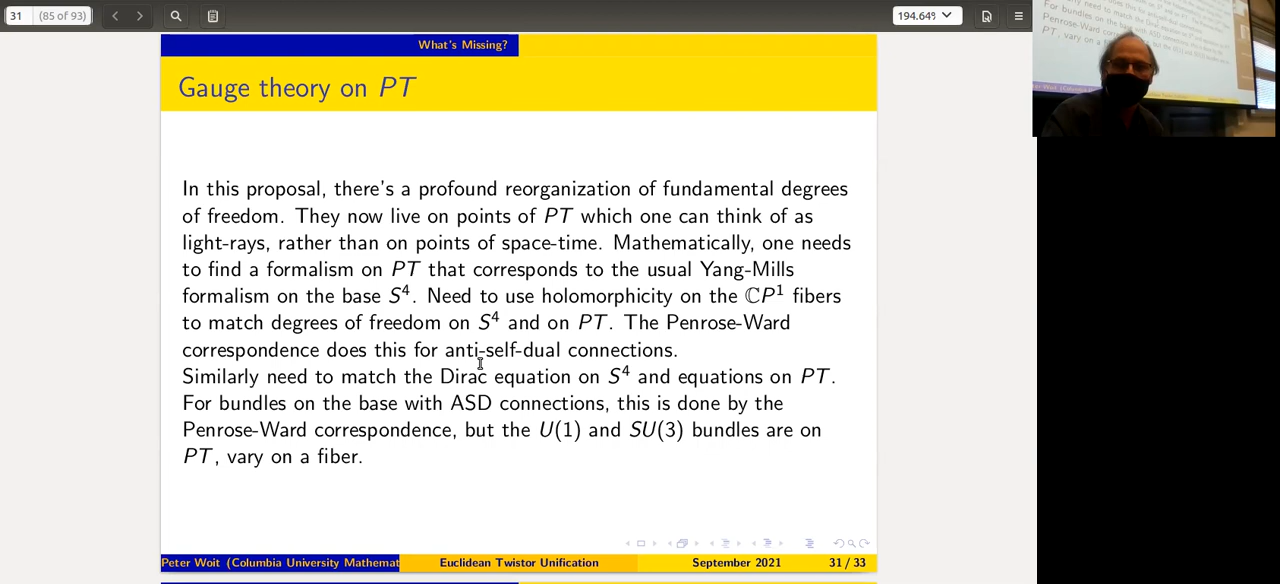 31 (85 of 93)
194.64%
What's Missing?
Gauge theory on PT
In this proposal, there's a profound reorganization of fundamental degrees
of freedom. They now live on points of PT which one can think of as
light-rays, rather than on points of space-time. Mathematically, one needs
to find a formalism on PT that corresponds to the usual Yang-Mills
formalism on the base S⁴. Need to use holomorphicity on the ℂP¹ fibers
to match degrees of freedom on S⁴ and on PT. The Penrose-Ward
correspondence does this for anti-self-dual connections.
Similarly need to match the Dirac equation on S⁴ and equations on PT.
For bundles on the base with ASD connections, this is done by the
Penrose-Ward correspondence, but the U(1) and SU(3) bundles are on
PT, vary on a fiber.
Peter Woit (Columbia University Mathemat
Euclidean Twistor Unification
September 2021
31 / 33